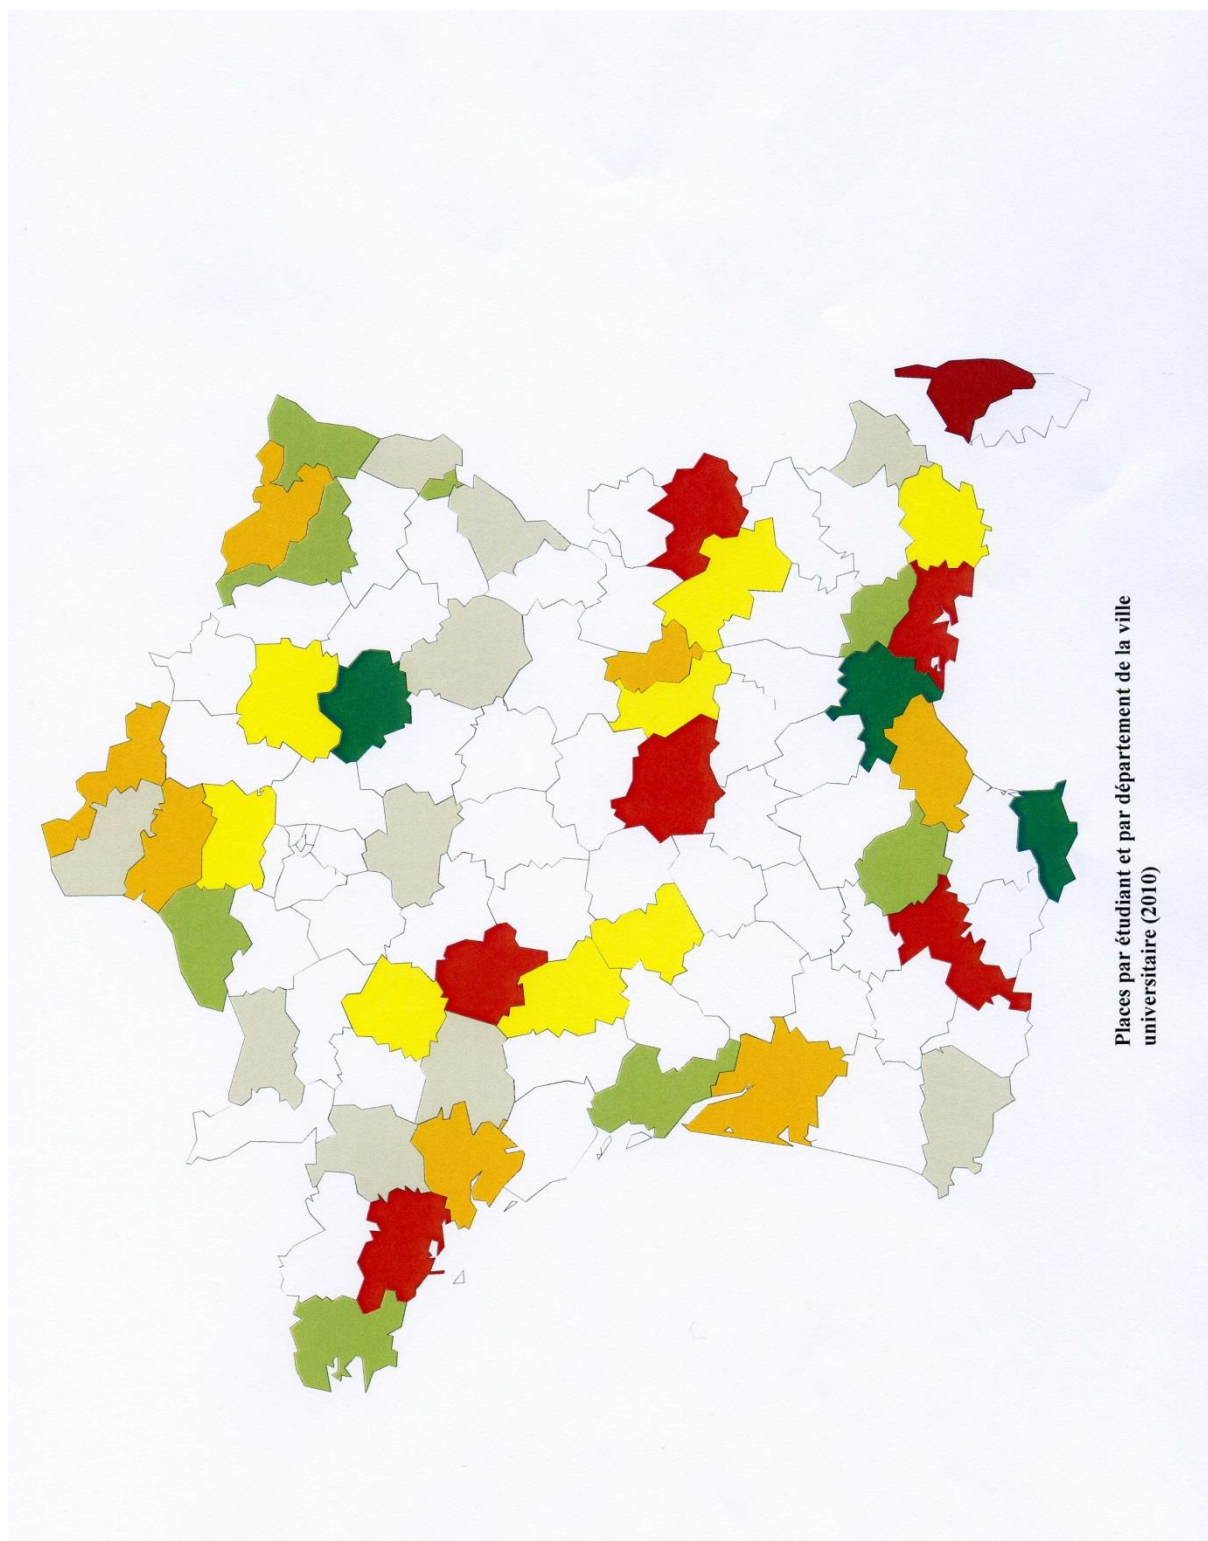 Places par étudiant et par département de la ville
universitaire (2010)